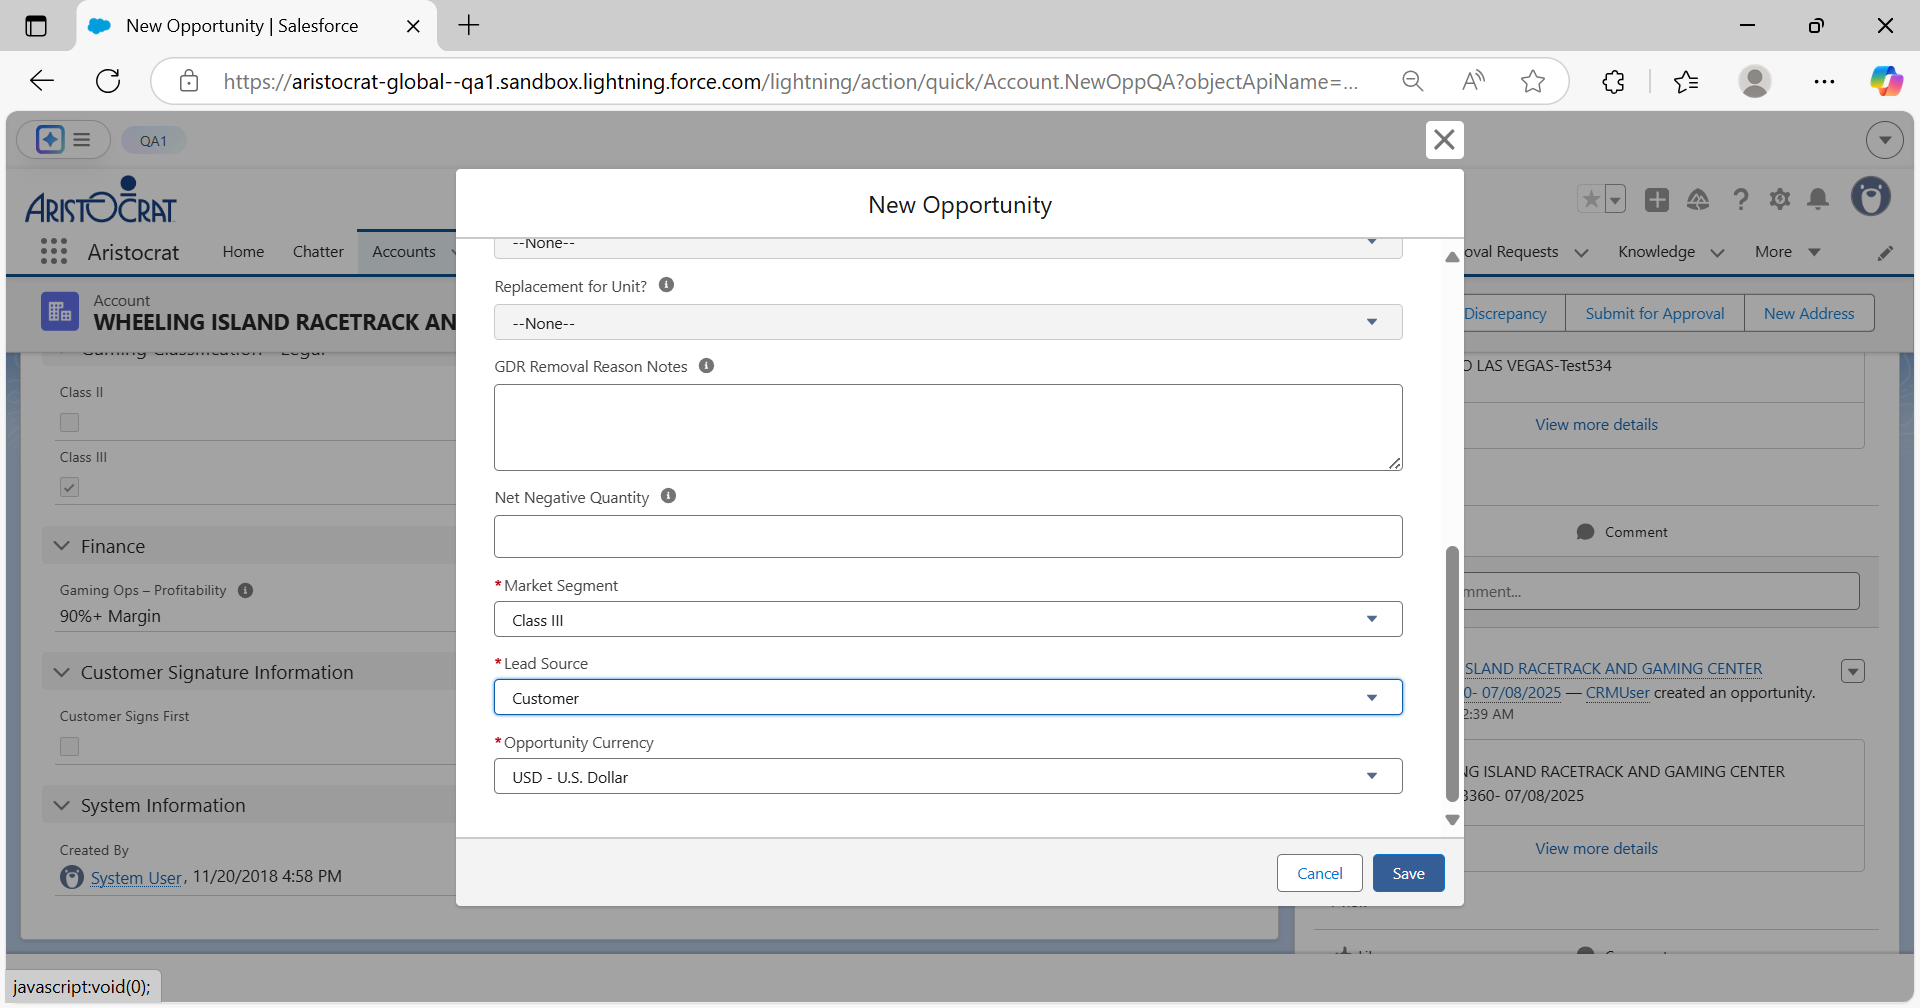 New Opportunity | Salesforce
https://aristocrat-global--qa1.sandbox.lightning.force.com/lightning/action/quick/Account.NewOppQA?objectApiName=...
QA1
ARISTOCRAT
Aristocrat
Home
Chatter
Accounts
oval Requests
Knowledge
More
Account
WHEELING ISLAND RACETRACK AN
Discrepancy
Submit for Approval
New Address
Gaming Classification - Legal
Class II
Class III
Finance
Gaming Ops – Profitability
90%+ Margin
Customer Signature Information
Customer Signs First
System Information
Created By
System User, 11/20/2018 4:58 PM
New Opportunity
--None--
Replacement for Unit?
--None--
GDR Removal Reason Notes
Net Negative Quantity
*Market Segment
Class III
*Lead Source
Customer
*Opportunity Currency
USD - U.S. Dollar
Cancel
Save
O LAS VEGAS-Test534
View more details
Comment
mment...
SLAND RACETRACK AND GAMING CENTER
0- 07/08/2025 — CRMUser created an opportunity.
2:39 AM
NG ISLAND RACETRACK AND GAMING CENTER
3360- 07/08/2025
View more details
javascript:void(0);